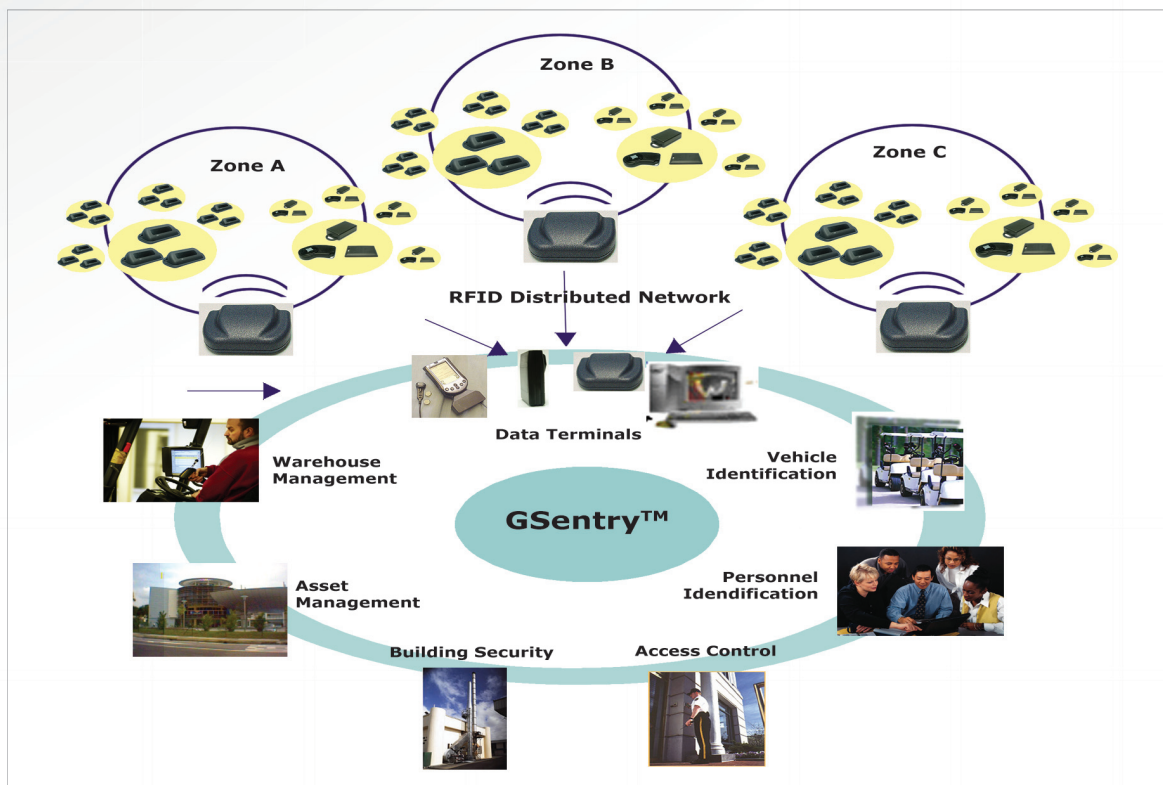 Zone B
Zone A
Zone C
RFID Distributed Network
Data Terminals
Warehouse
Management
Vehicle
Identification
GSentry™
Asset
Management
Personnel
Idendification
Building Security
Access Control